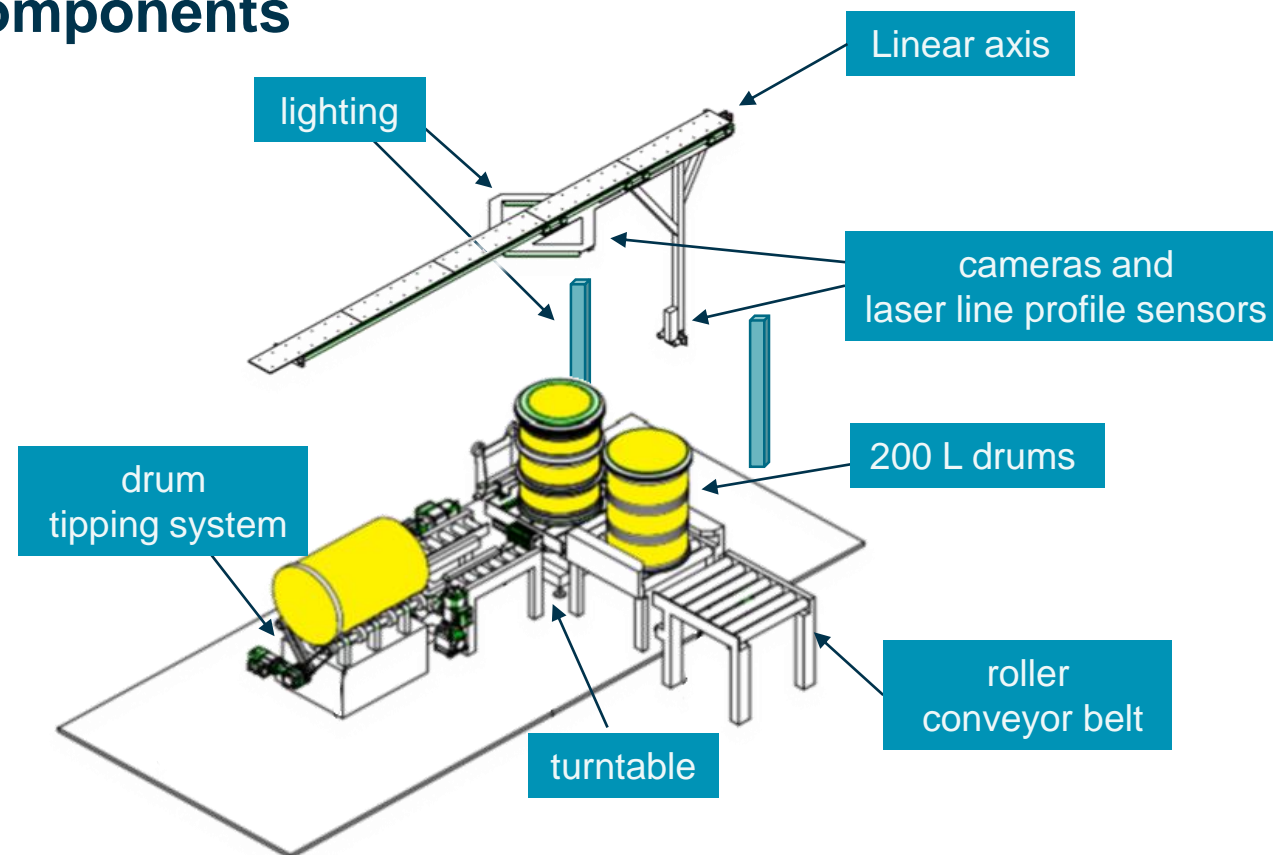 omponents
Linear axis
lighting
cameras and
laser line profile sensors
200 L drums
drum
tipping system
roller
conveyor belt
turntable